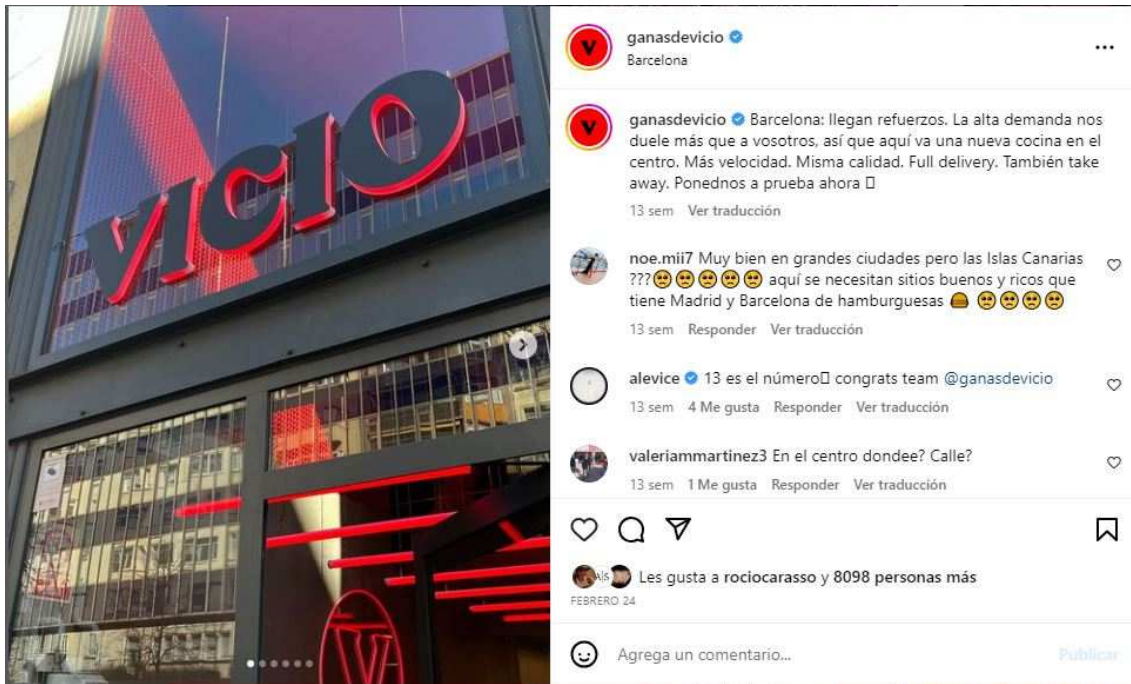 VICIO
V
ganasdevicio
Barcelona
V
ganasdevicio Barcelona: llegan refuerzos. La alta demanda nos
duele más que a vosotros, así que aquí va una nueva cocina en el
centro. Más velocidad. Misma calidad. Full delivery. También take
away. Ponednos a prueba ahora
13 sem Ver traducción
noe.mii7 Muy bien en grandes ciudades pero las Islas Canarias
???🥺🥺🥺🥺🥺 aquí se necesitan sitios buenos y ricos que
tiene Madrid y Barcelona de hamburguesas 🍔 🥺🥺🥺🥺
13 sem Responder Ver traducción
alevice 13 es el número congrats team @ganasdevicio
13 sem 4 Me gusta Responder Ver traducción
valeriammartinez3 En el centro dondee? Calle?
13 sem 1 Me gusta Responder Ver traducción
Les gusta a rociocarasso y 8098 personas más
FEBRERO 24
Agrega un comentario...
Publicar
V